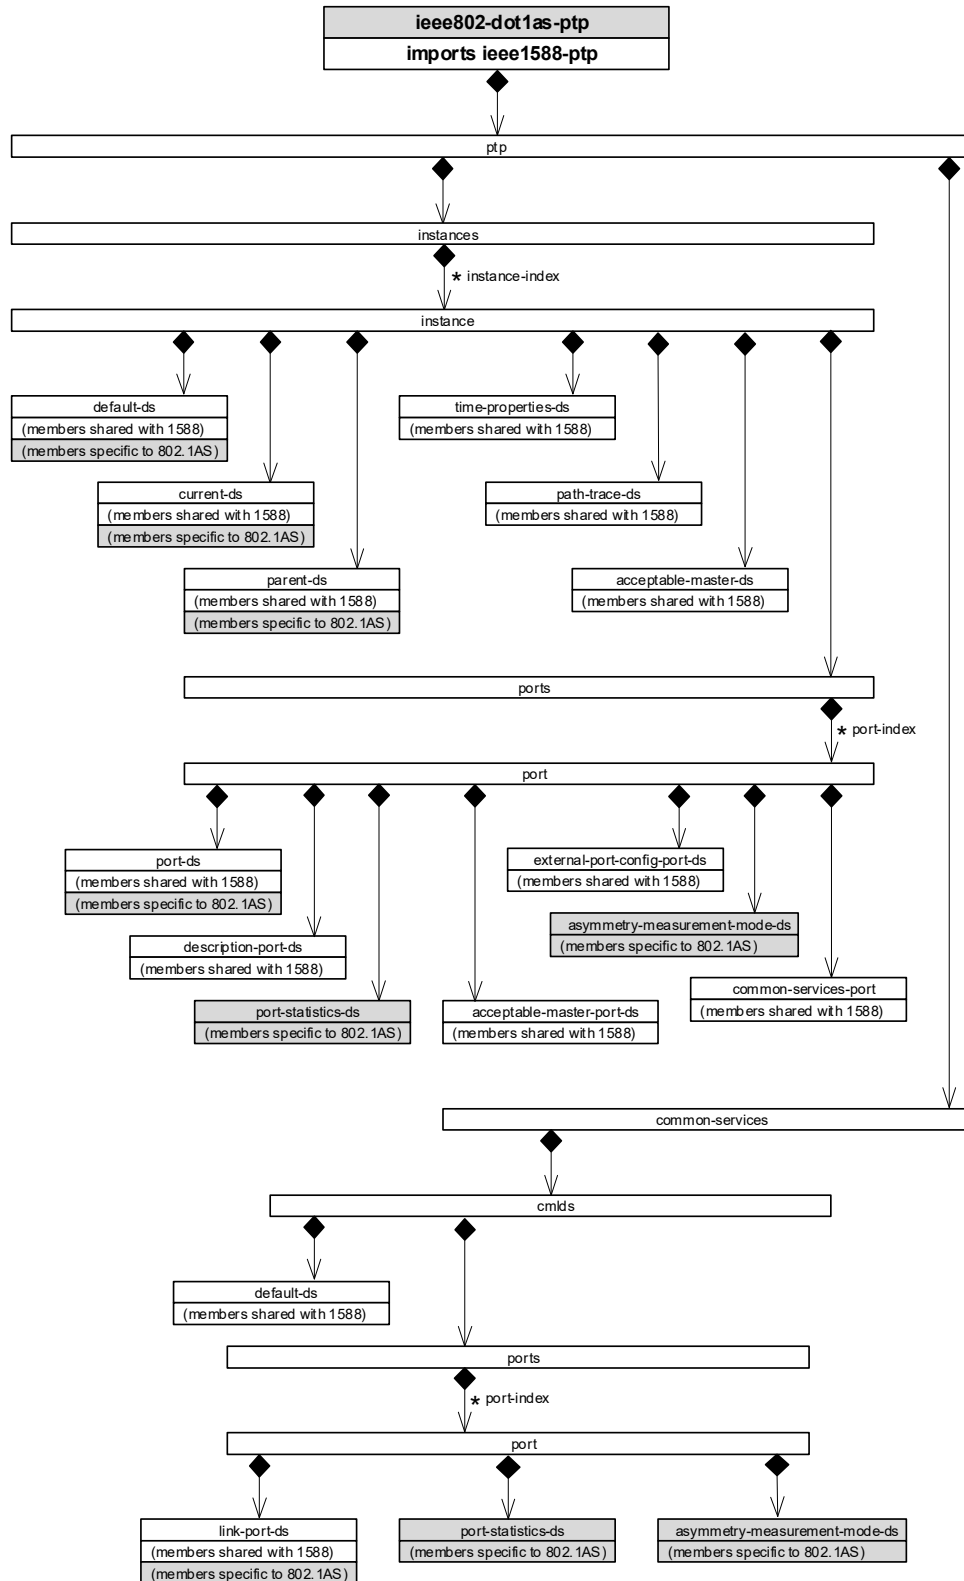 ieee802-dot1as-ptp
imports ieee1588-ptp
ptp
instances
* instance-index
instance
default-ds
(members shared with 1588)
(members specific to 802.1AS)
time-properties-ds
(members shared with 1588)
current-ds
(members shared with 1588)
(members specific to 802.1AS)
path-trace-ds
(members shared with 1588)
parent-ds
(members shared with 1588)
(members specific to 802.1AS)
acceptable-master-ds
(members shared with 1588)
ports
* port-index
port
port-ds
(members shared with 1588)
(members specific to 802.1AS)
external-port-config-port-ds
(members shared with 1588)
asymmetry-measurement-mode-ds
(members specific to 802.1AS)
description-port-ds
(members shared with 1588)
common-services-port
(members shared with 1588)
port-statistics-ds
(members specific to 802.1AS)
acceptable-master-port-ds
(members shared with 1588)
common-services
cmlds
default-ds
(members shared with 1588)
ports
* port-index
port
link-port-ds
(members shared with 1588)
(members specific to 802.1AS)
port-statistics-ds
(members specific to 802.1AS)
asymmetry-measurement-mode-ds
(members specific to 802.1AS)